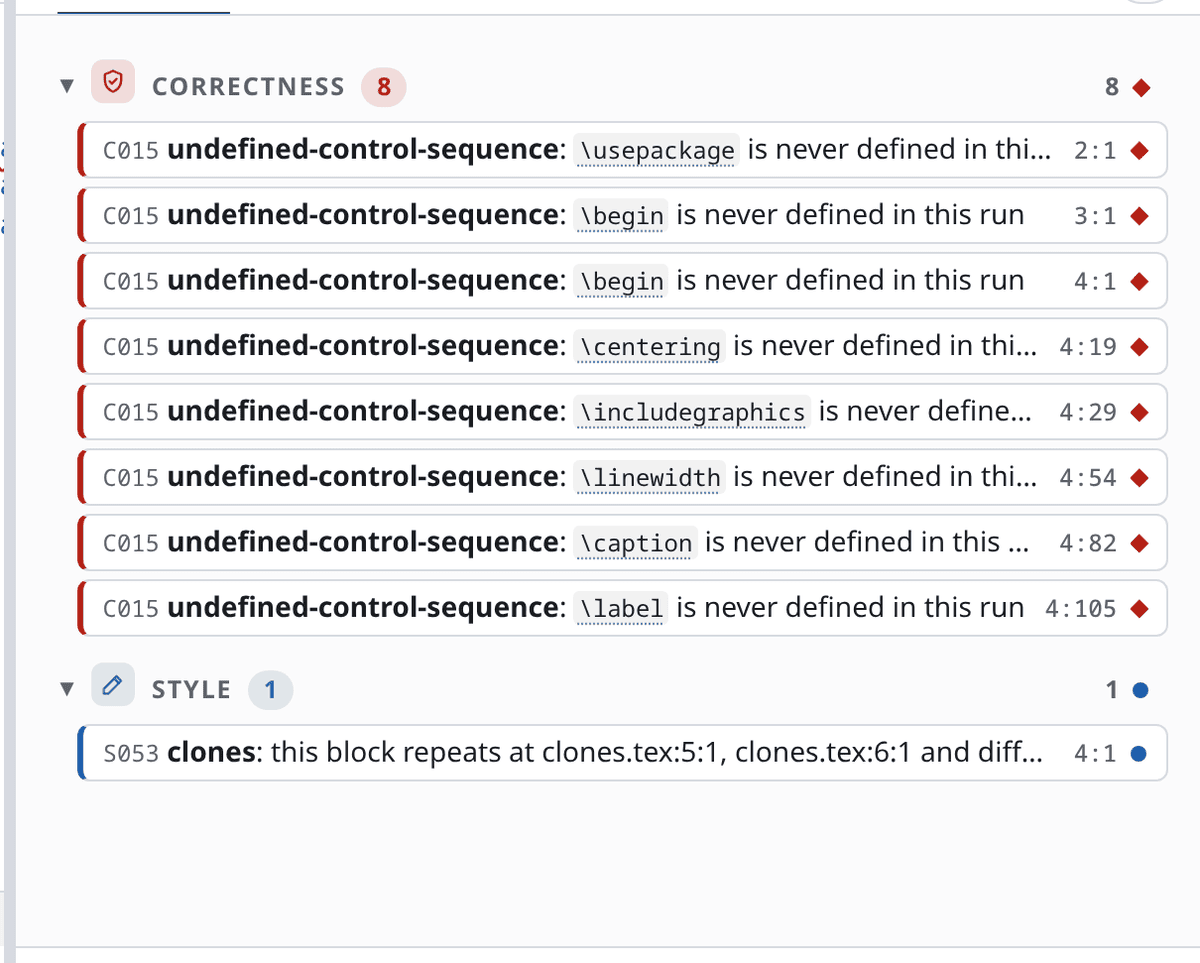 ▼ CORRECTNESS 8 8
C015 undefined-control-sequence: \usepackage is never defined in thi... 2:1
C015 undefined-control-sequence: \begin is never defined in this run 3:1
C015 undefined-control-sequence: \begin is never defined in this run 4:1
C015 undefined-control-sequence: \centering is never defined in thi... 4:19
C015 undefined-control-sequence: \includegraphics is never define... 4:29
C015 undefined-control-sequence: \linewidth is never defined in thi... 4:54
C015 undefined-control-sequence: \caption is never defined in this ... 4:82
C015 undefined-control-sequence: \label is never defined in this run 4:105
▼ STYLE 1 1
S053 clones: this block repeats at clones.tex:5:1, clones.tex:6:1 and diff... 4:1